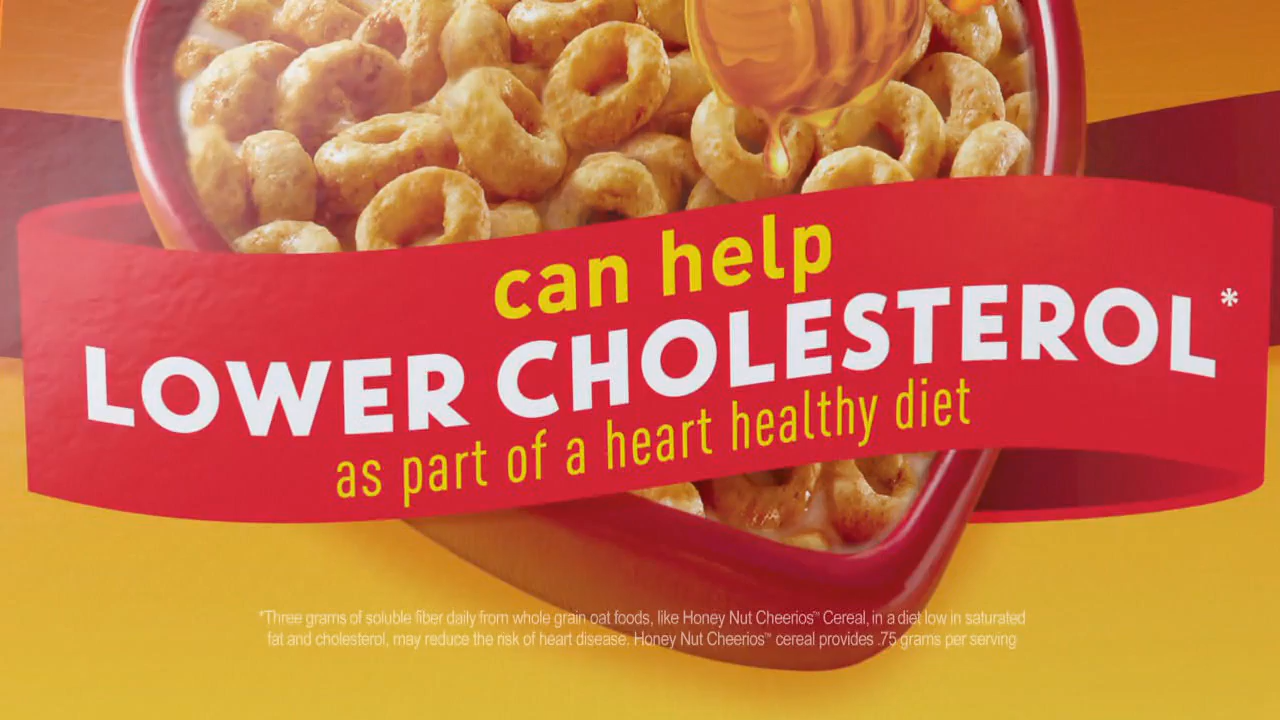 can help
LOWER CHOLESTEROL*
as part of a heart healthy diet
*Three grams of soluble fiber daily from whole grain oat foods, like Honey Nut Cheerios™ Cereal, in a diet low in saturated
fat and cholesterol, may reduce the risk of heart disease. Honey Nut Cheerios™ cereal provides .75 grams per serving